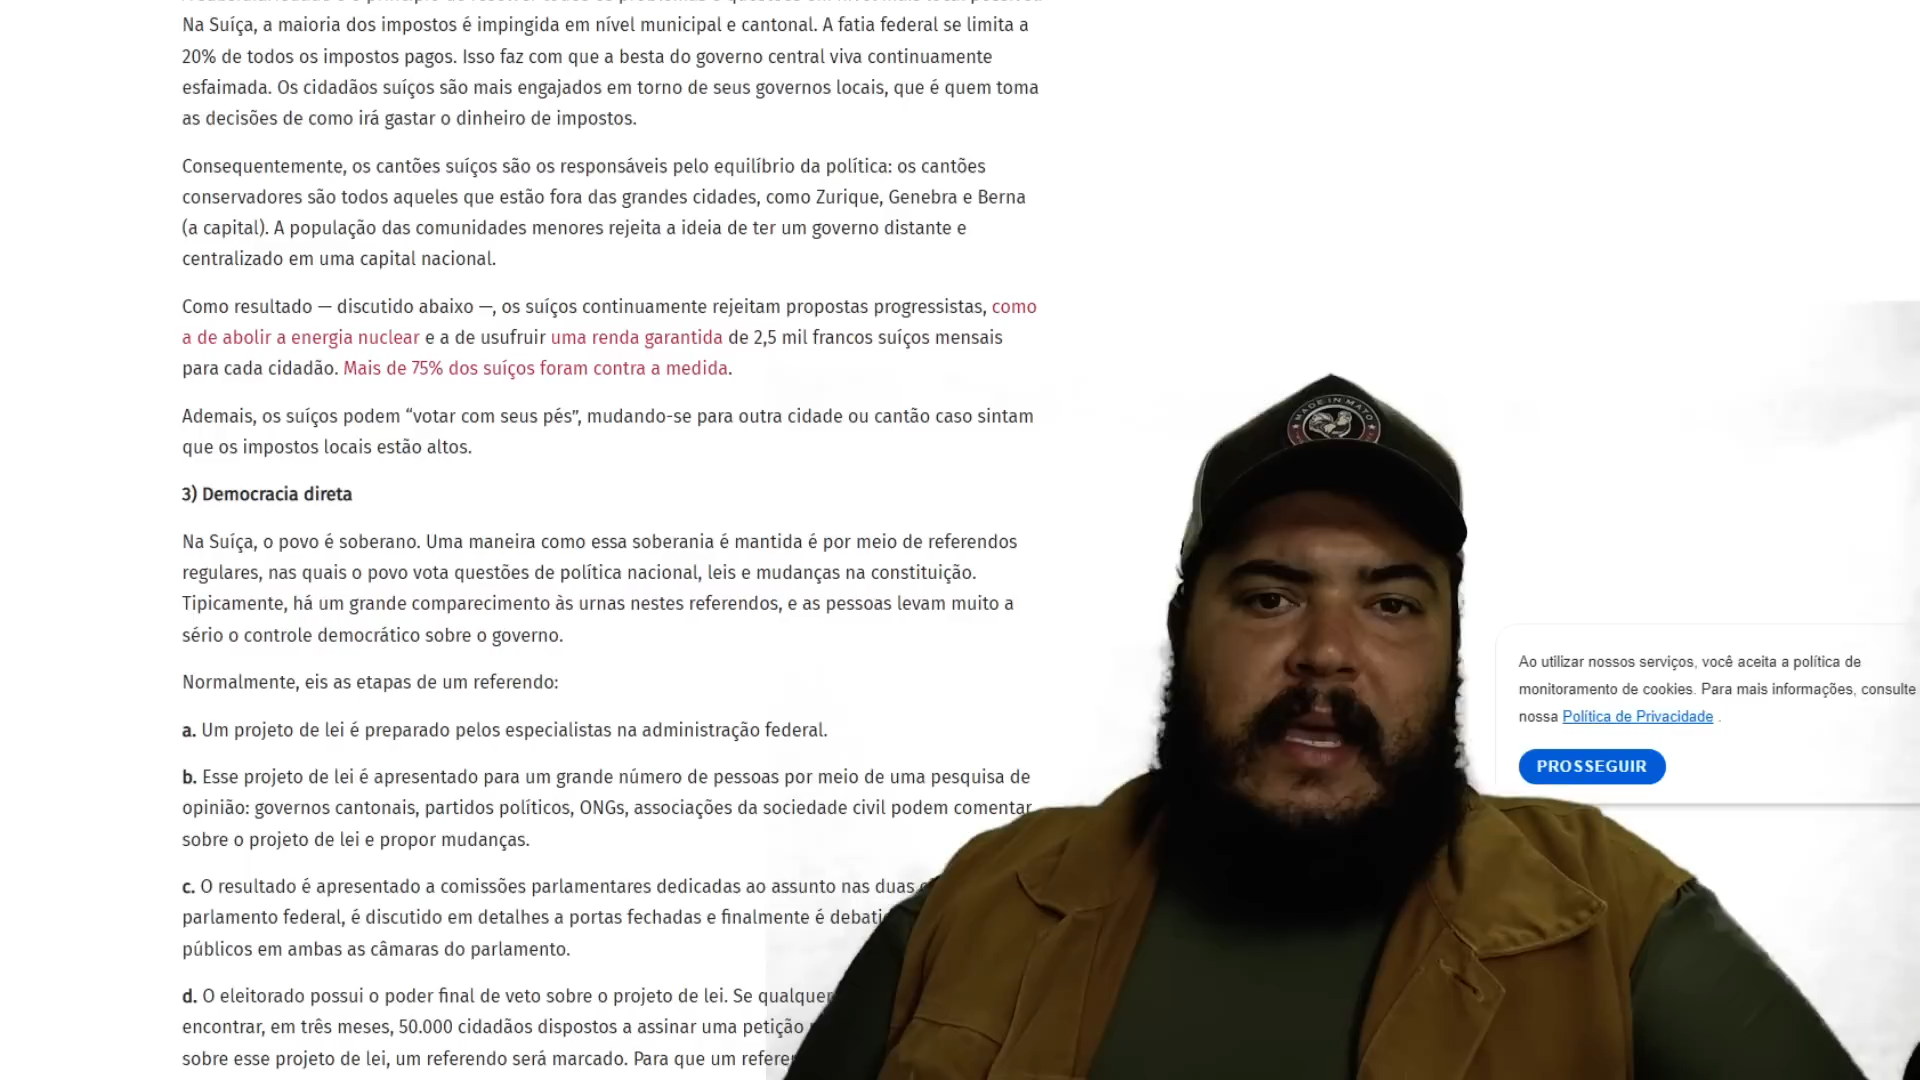 Na Suíça, a maioria dos impostos é impingida em nível municipal e cantonal. A fatia federal se limita a
20% de todos os impostos pagos. Isso faz com que a besta do governo central viva continuamente
esfaimada. Os cidadãos suíços são mais engajados em torno de seus governos locais, que é quem toma
as decisões de como irá gastar o dinheiro de impostos.
Consequentemente, os cantões suíços são os responsáveis pelo equilíbrio da política: os cantões
conservadores são todos aqueles que estão fora das grandes cidades, como Zurique, Genebra e Berna
(a capital). A população das comunidades menores rejeita a ideia de ter um governo distante e
centralizado em uma capital nacional.
Como resultado — discutido abaixo —, os suíços continuamente rejeitam propostas progressistas, como
a de abolir a energia nuclear e a de usufruir uma renda garantida de 2,5 mil francos suíços mensais
para cada cidadão. Mais de 75% dos suíços foram contra a medida.
Ademais, os suíços podem “votar com seus pés”, mudando-se para outra cidade ou cantão caso sintam
que os impostos locais estão altos.
3) Democracia direta
Na Suíça, o povo é soberano. Uma maneira como essa soberania é mantida é por meio de referendos
regulares, nas quais o povo vota questões de política nacional, leis e mudanças na constituição.
Tipicamente, há um grande comparecimento às urnas nestes referendos, e as pessoas levam muito a
sério o controle democrático sobre o governo.
Normalmente, eis as etapas de um referendo:
a. Um projeto de lei é preparado pelos especialistas na administração federal.
b. Esse projeto de lei é apresentado para um grande número de pessoas por meio de uma pesquisa de
opinião: governos cantonais, partidos políticos, ONGs, associações da sociedade civil podem comentar
sobre o projeto de lei e propor mudanças.
c. O resultado é apresentado a comissões parlamentares dedicadas ao assunto nas duas
parlamento federal, é discutido em detalhes a portas fechadas e finalmente é
públicos em ambas as câmaras do parlamento.
d. O eleitorado possui o poder final de veto sobre o projeto de lei. Se
encontrar, em três meses, 50.000 cidadãos dispostos a assinar uma petição
sobre esse projeto de lei, um referendo será marcado. Para que um
MADE IN MATO
Ao utilizar nossos serviços, você aceita a política de
monitoramento de cookies. Para mais informações, consulte
nossa Política de Privacidade .
PROSSEGUIR